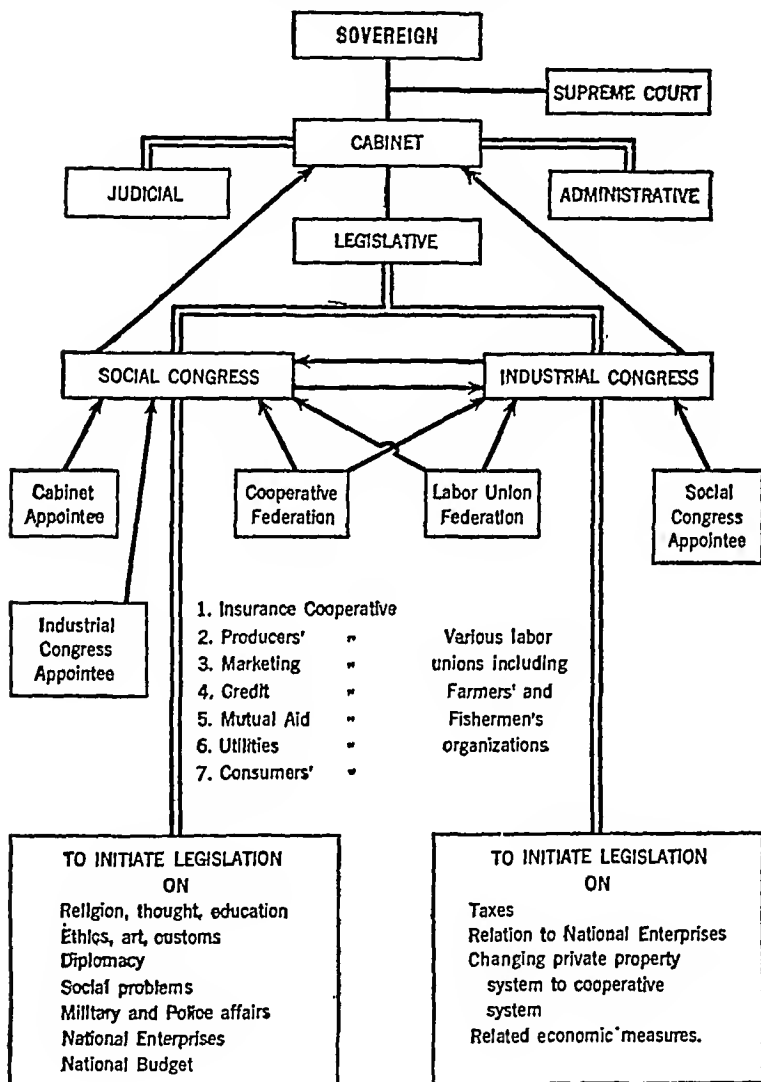 SOVEREIGN
SUPREME COURT
CABINET
JUDICIAL
ADMINISTRATIVE
LEGISLATIVE
SOCIAL CONGRESS
INDUSTRIAL CONGRESS
Cabinet
Appointee
Cooperative
Federation
Labor Union
Federation
Social
Congress
Appointee
Industrial
Congress
Appointee
1. Insurance Cooperative
2. Producers' "
3. Marketing "
4. Credit "
5. Mutual Aid "
6. Utilities "
7. Consumers' "
Various labor
unions including
Farmers' and
Fishermen's
organizations
TO INITIATE LEGISLATION
ON
Religion, thought, education
Ethics, art, customs
Diplomacy
Social problems
Military and Police affairs
National Enterprises
National Budget
TO INITIATE LEGISLATION
ON
Taxes
Relation to National Enterprises
Changing private property
system to cooperative
system
Related economic measures.